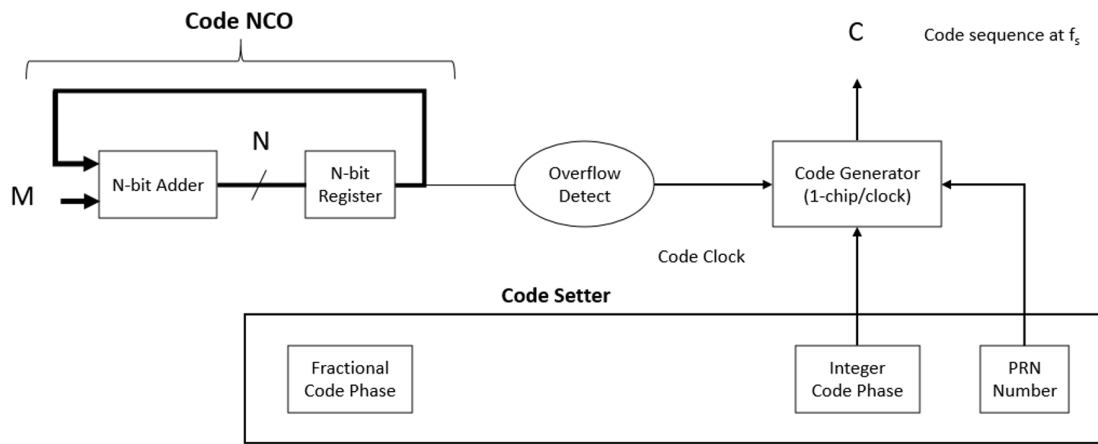 Code NCO
C
Code sequence at fs
N
M
N-bit Adder
N-bit
Register
Overflow
Detect
Code Generator
(1-chip/clock)
Code Clock
Code Setter
Fractional
Code Phase
Integer
Code Phase
PRN
Number